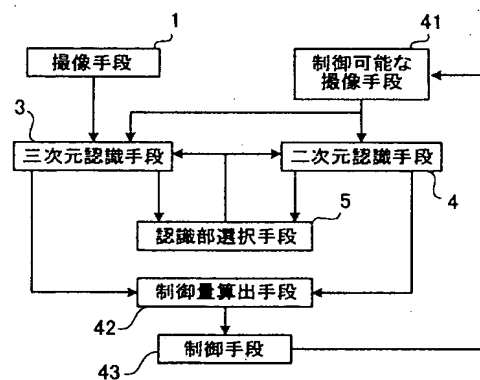 1
撮像手段
41
制御可能な
撮像手段
3
三次元認識手段
二次元認識手段
4
5
認識部選択手段
制御量算出手段
42
制御手段
43